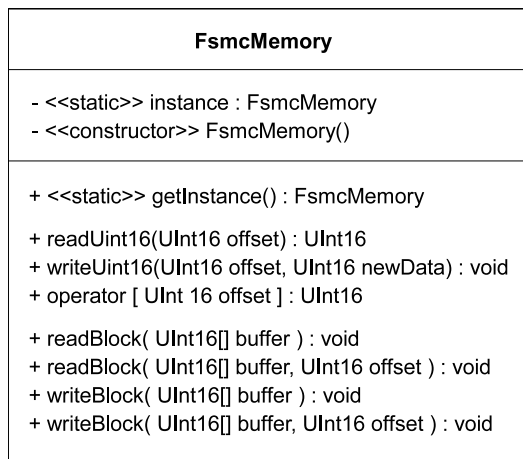 FsmcMemory
- <<static>> instance : FsmcMemory
- <<constructor>> FsmcMemory()
+ <<static>> getInstance() : FsmcMemory
+ readUint16(UInt16 offset) : UInt16
+ writeUint16(UInt16 offset, UInt16 newData) : void
+ operator [ UInt 16 offset ] : UInt16
+ readBlock( UInt16[] buffer ) : void
+ readBlock( UInt16[] buffer, UInt16 offset ) : void
+ writeBlock( UInt16[] buffer ) : void
+ writeBlock( UInt16[] buffer, UInt16 offset ) : void